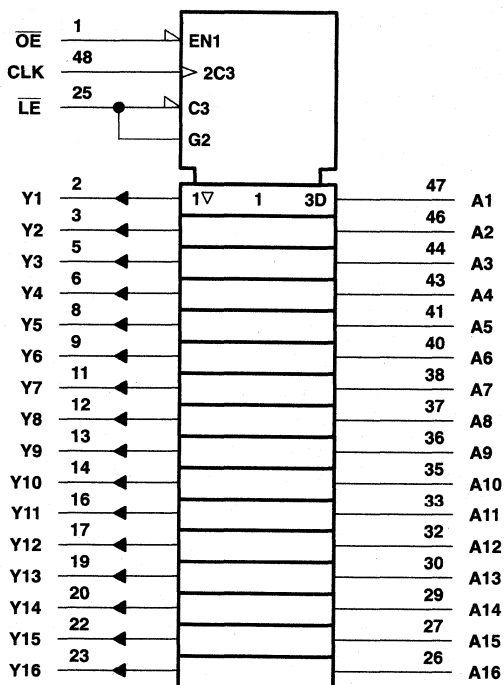 OE 1 EN1
CLK 48 2C3
LE 25 C3
G2
Y1 2 1▽ 1 3D 47 A1
Y2 3 46 A2
Y3 5 44 A3
Y4 6 43 A4
Y5 8 41 A5
Y6 9 40 A6
Y7 11 38 A7
Y8 12 37 A8
Y9 13 36 A9
Y10 14 35 A10
Y11 16 33 A11
Y12 17 32 A12
Y13 19 30 A13
Y14 20 29 A14
Y15 22 27 A15
Y16 23 26 A16